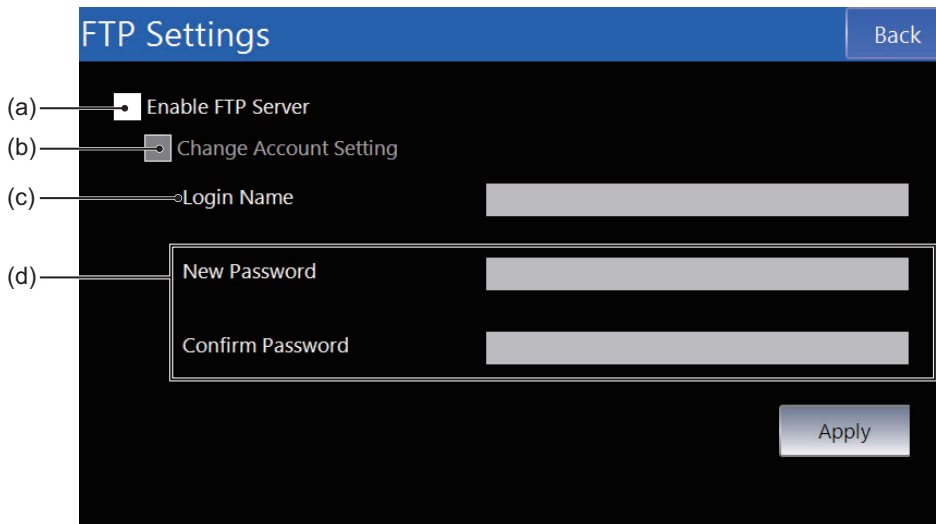 FTP Settings Back
(a) Enable FTP Server
(b) Change Account Setting
(c) Login Name
(d) New Password
Confirm Password
Apply